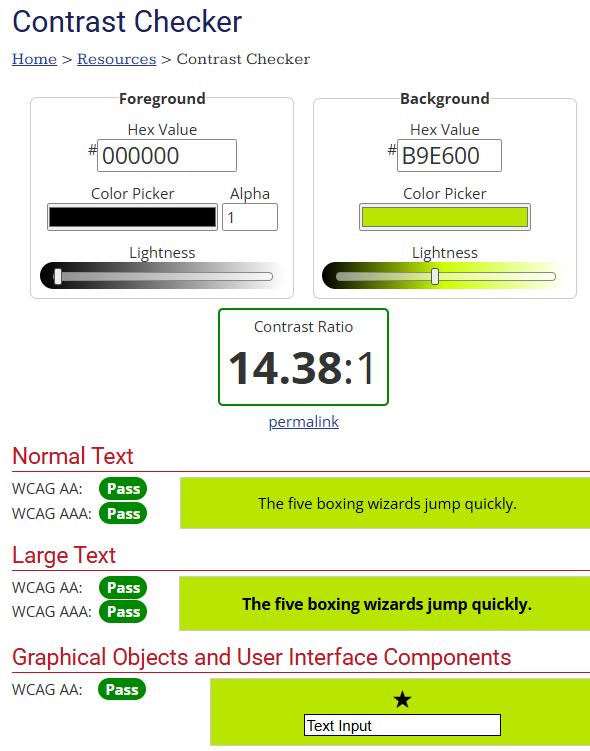 Contrast Checker
Home > Resources > Contrast Checker
Foreground
Hex Value
#000000
Color Picker Alpha
1
Lightness
Background
Hex Value
#B9E600
Color Picker
Lightness
Contrast Ratio
14.38:1
permalink
Normal Text
WCAG AA: Pass
WCAG AAA: Pass
The five boxing wizards jump quickly.
Large Text
WCAG AA: Pass
WCAG AAA: Pass
The five boxing wizards jump quickly.
Graphical Objects and User Interface Components
WCAG AA: Pass
Text Input